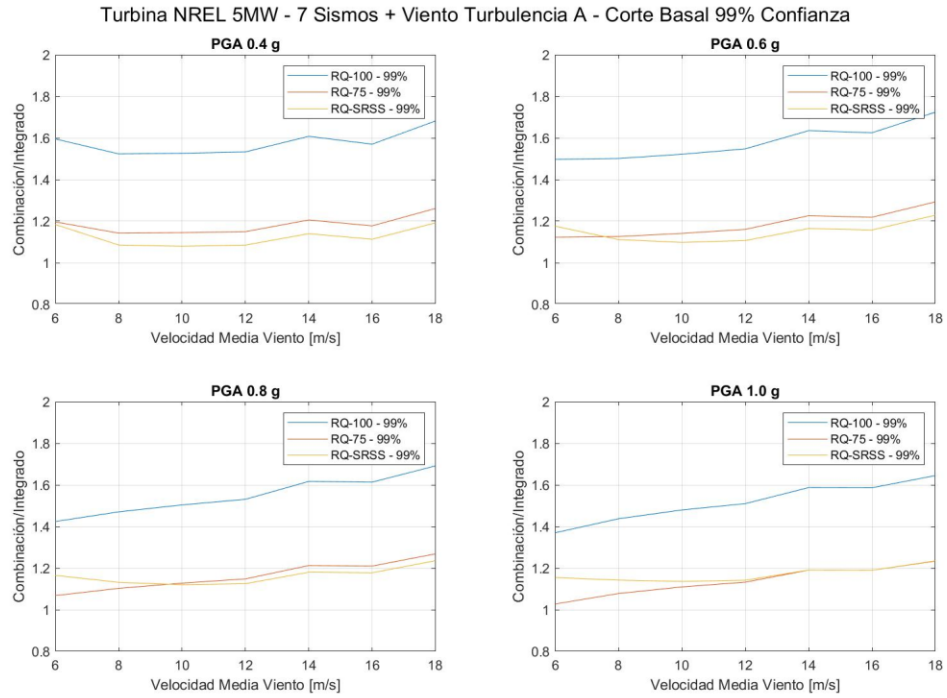 Turbina NREL 5MW - 7 Sismos + Viento Turbulencia A - Corte Basal 99% Confianza
PGA 0.4 g
2
1.8
1.6
1.4
1.2
1
0.8
Combinación/Integrado
RQ-100 - 99%
RQ-75 - 99%
RQ-SRSS - 99%
6 8 10 12 14 16 18
Velocidad Media Viento [m/s]
PGA 0.6 g
2
1.8
1.6
1.4
1.2
1
0.8
Combinación/Integrado
RQ-100 - 99%
RQ-75 - 99%
RQ-SRSS - 99%
6 8 10 12 14 16 18
Velocidad Media Viento [m/s]
PGA 0.8 g
2
1.8
1.6
1.4
1.2
1
0.8
Combinación/Integrado
RQ-100 - 99%
RQ-75 - 99%
RQ-SRSS - 99%
6 8 10 12 14 16 18
Velocidad Media Viento [m/s]
PGA 1.0 g
2
1.8
1.6
1.4
1.2
1
0.8
Combinación/Integrado
RQ-100 - 99%
RQ-75 - 99%
RQ-SRSS - 99%
6 8 10 12 14 16 18
Velocidad Media Viento [m/s]